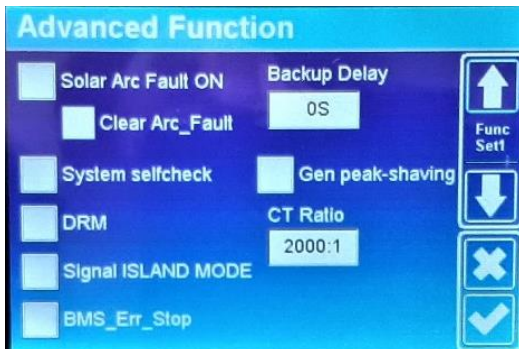 Advanced Function
Solar Arc Fault ON
Clear Arc_Fault
System selfcheck
DRM
Signal ISLAND MODE
BMS_Err_Stop
Backup Delay
0S
Gen peak-shaving
CT Ratio
2000:1
Func
Set1